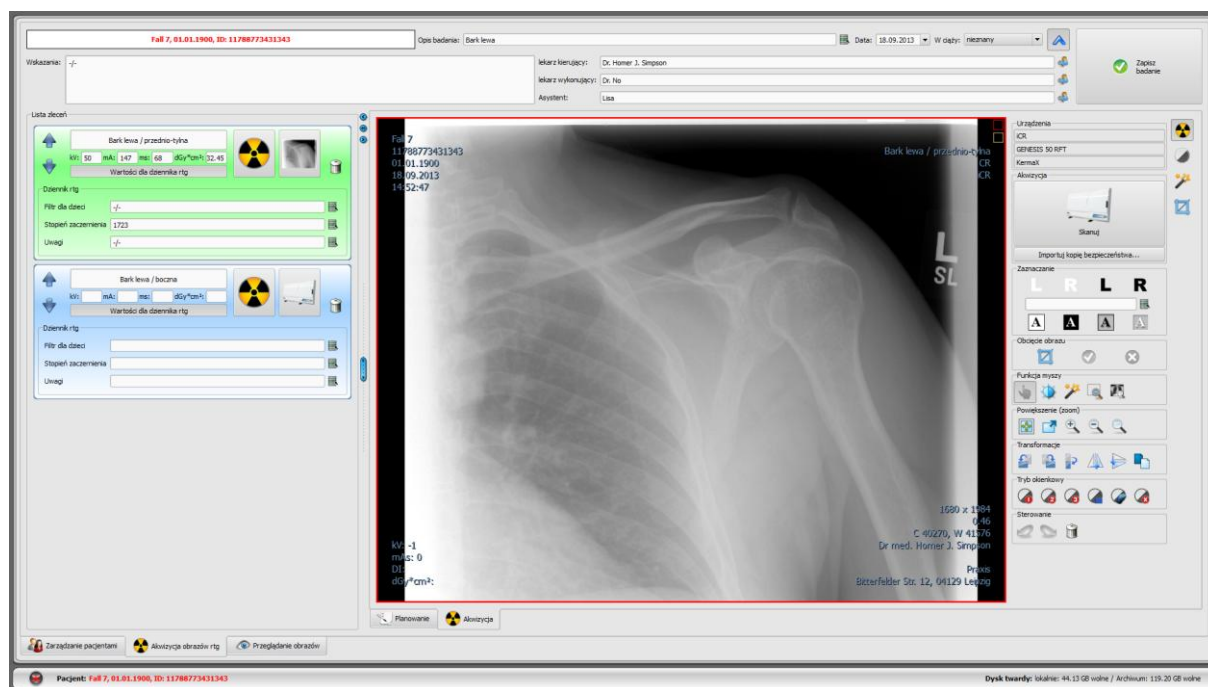 Fall 7, 01.01.1900, ID: 11788773431343
Opis badania: Bark lewa
Data: 18.09.2013
W ciąży: nieznany
Wskazania: -/-
lekarz kierujący: Dr. Homer J. Simpson
lekarz wykonujący: Dr. No
Asystent: Lisa
Zapisz
badanie
Lista zleceń
Bark lewa / przednio-tylna
kV: 50 mA: 147 ms: 68 dGy*cm²: 32.45
Wartości dla dziennika rtg
Dziennik rtg
Filtr dla dzieci -/-
Stopień zaczernienia 1723
Uwagi -/-
Bark lewa / boczna
kV: mA: ms: dGy*cm²:
Wartości dla dziennika rtg
Dziennik rtg
Filtr dla dzieci
Stopień zaczernienia
Uwagi
Fall 7
11788773431343
01.01.1900
18.09.2013
14:52:47
Bark lewa / przednio-tylna
CR
iCR
L
SL
kV: -1
mAs: 0
DI:
dGy*cm²:
1680 x 1984
0.46
C 40270, W 41576
Dr med. Homer J. Simpson
Praxis
Bitterfelder Str. 12, 04129 Leipzig
Urządzenia
iCR
GENESIS 50 RFT
KermaX
Akwizycja
Skanuj
Importuj kopię bezpieczeństwa...
Zaznaczanie
L R L R
A A A A
Obcięcie obrazu
Funkcja myszy
Powiększenie (zoom)
Transformacje
Tryb okienkowy
Sterowanie
Planowanie
Akwizycja
Zarządzanie pacjentami
Akwizycja obrazów rtg
Przeglądanie obrazów
Pacjent: Fall 7, 01.01.1900, ID: 11788773431343
Dysk twardy: lokalnie: 44.13 GB wolne / Archiwum: 119.20 GB wolne